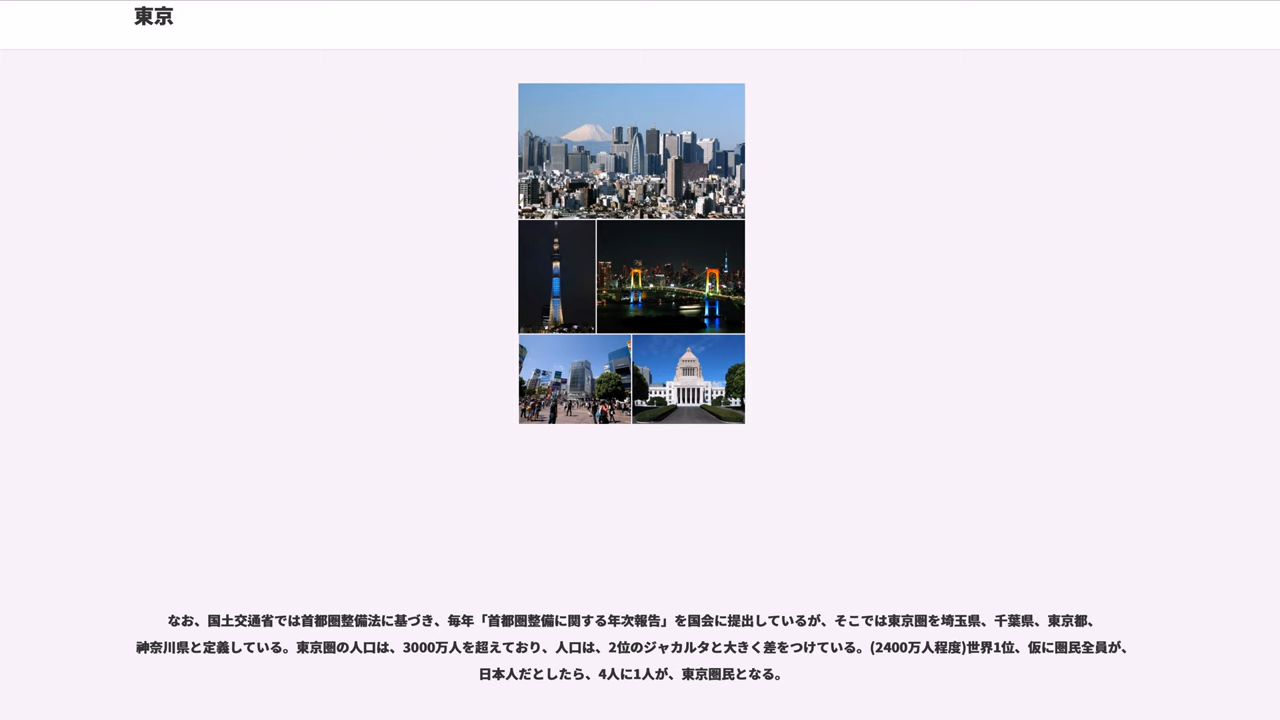 東京
なお、国土交通省では首都圏整備法に基づき、毎年「首都圏整備に関する年次報告」を国会に提出しているが、そこでは東京圏を埼玉県、千葉県、東京都、
神奈川県と定義している。東京圏の人口は、3000万人を超えており、人口は、2位のジャカルタと大きく差をつけている。(2400万人程度)世界1位、仮に圏民全員が、
日本人だとしたら、4人に1人が、東京圏民となる。